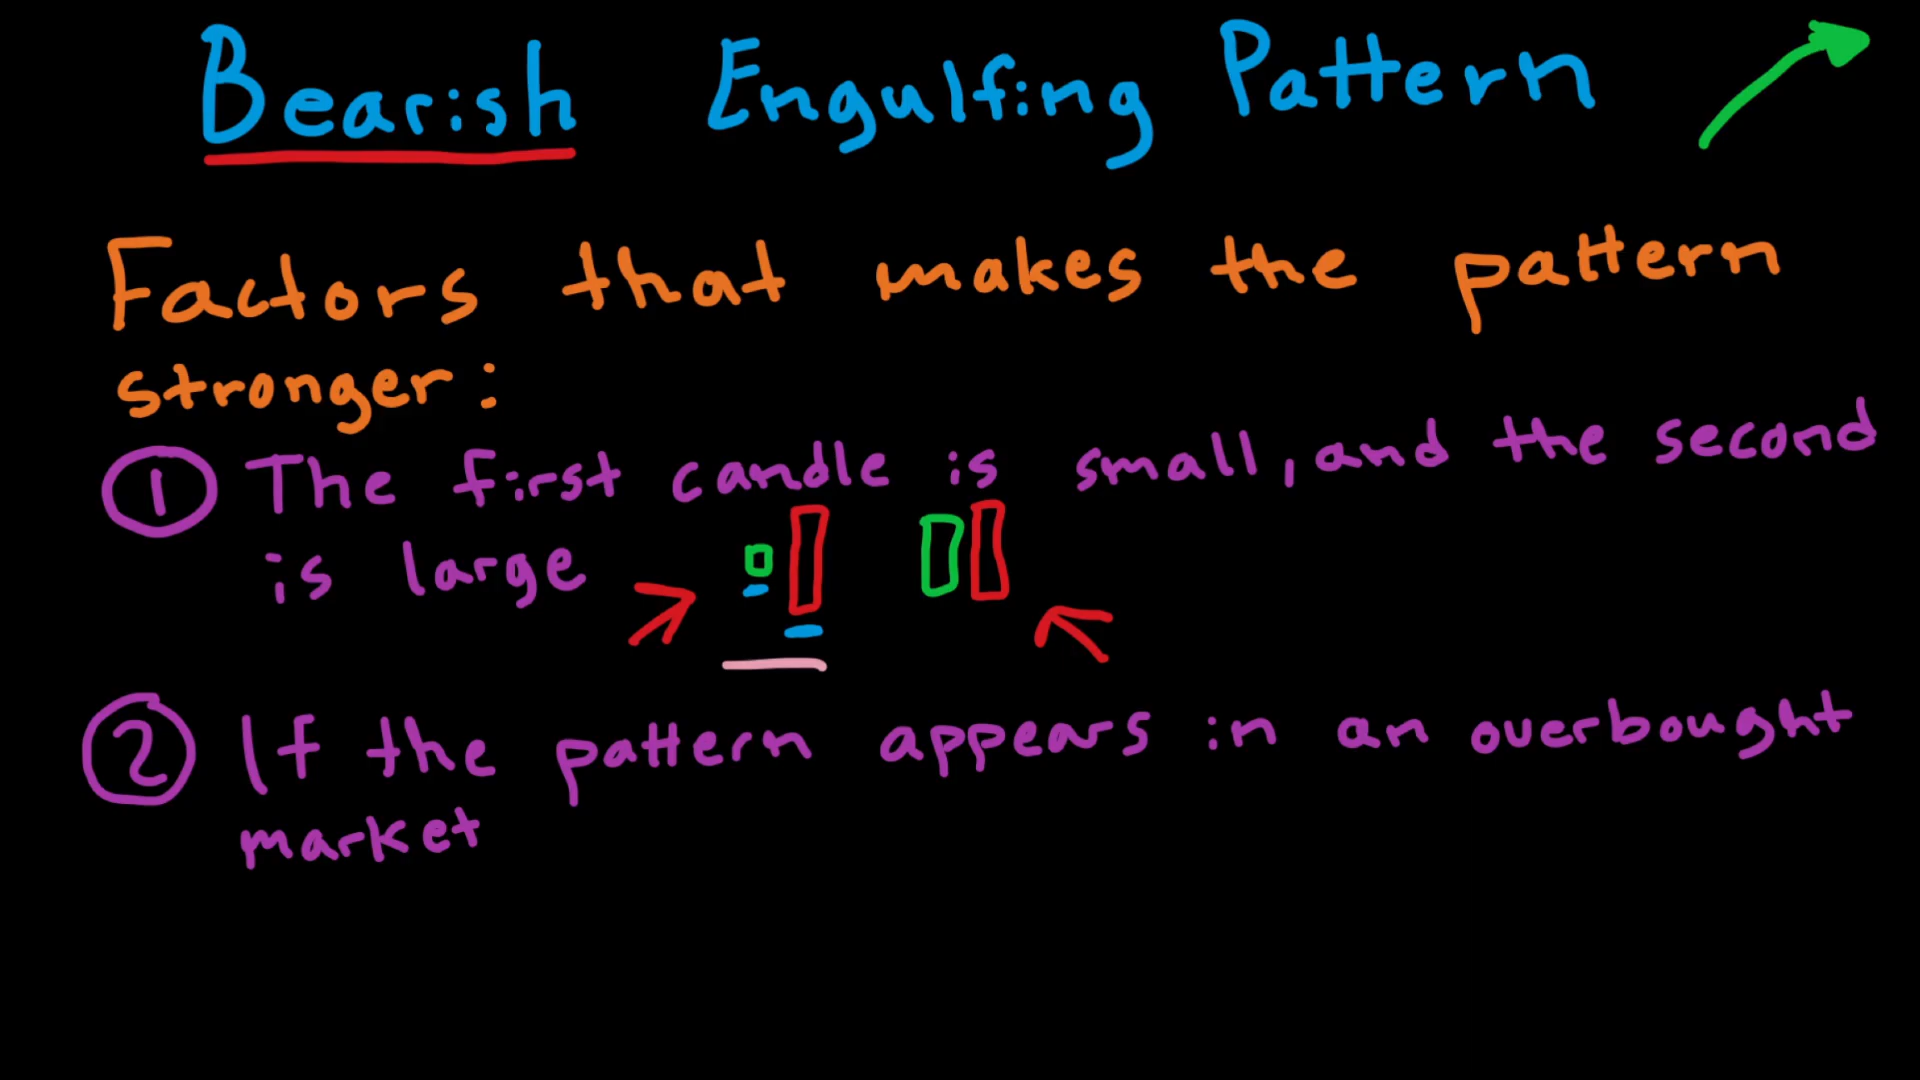 Bearish Engulfing Pattern
Factors that makes the pattern
stronger:
① The first candle is small, and the second
is large
② If the pattern appears in an overbought
market